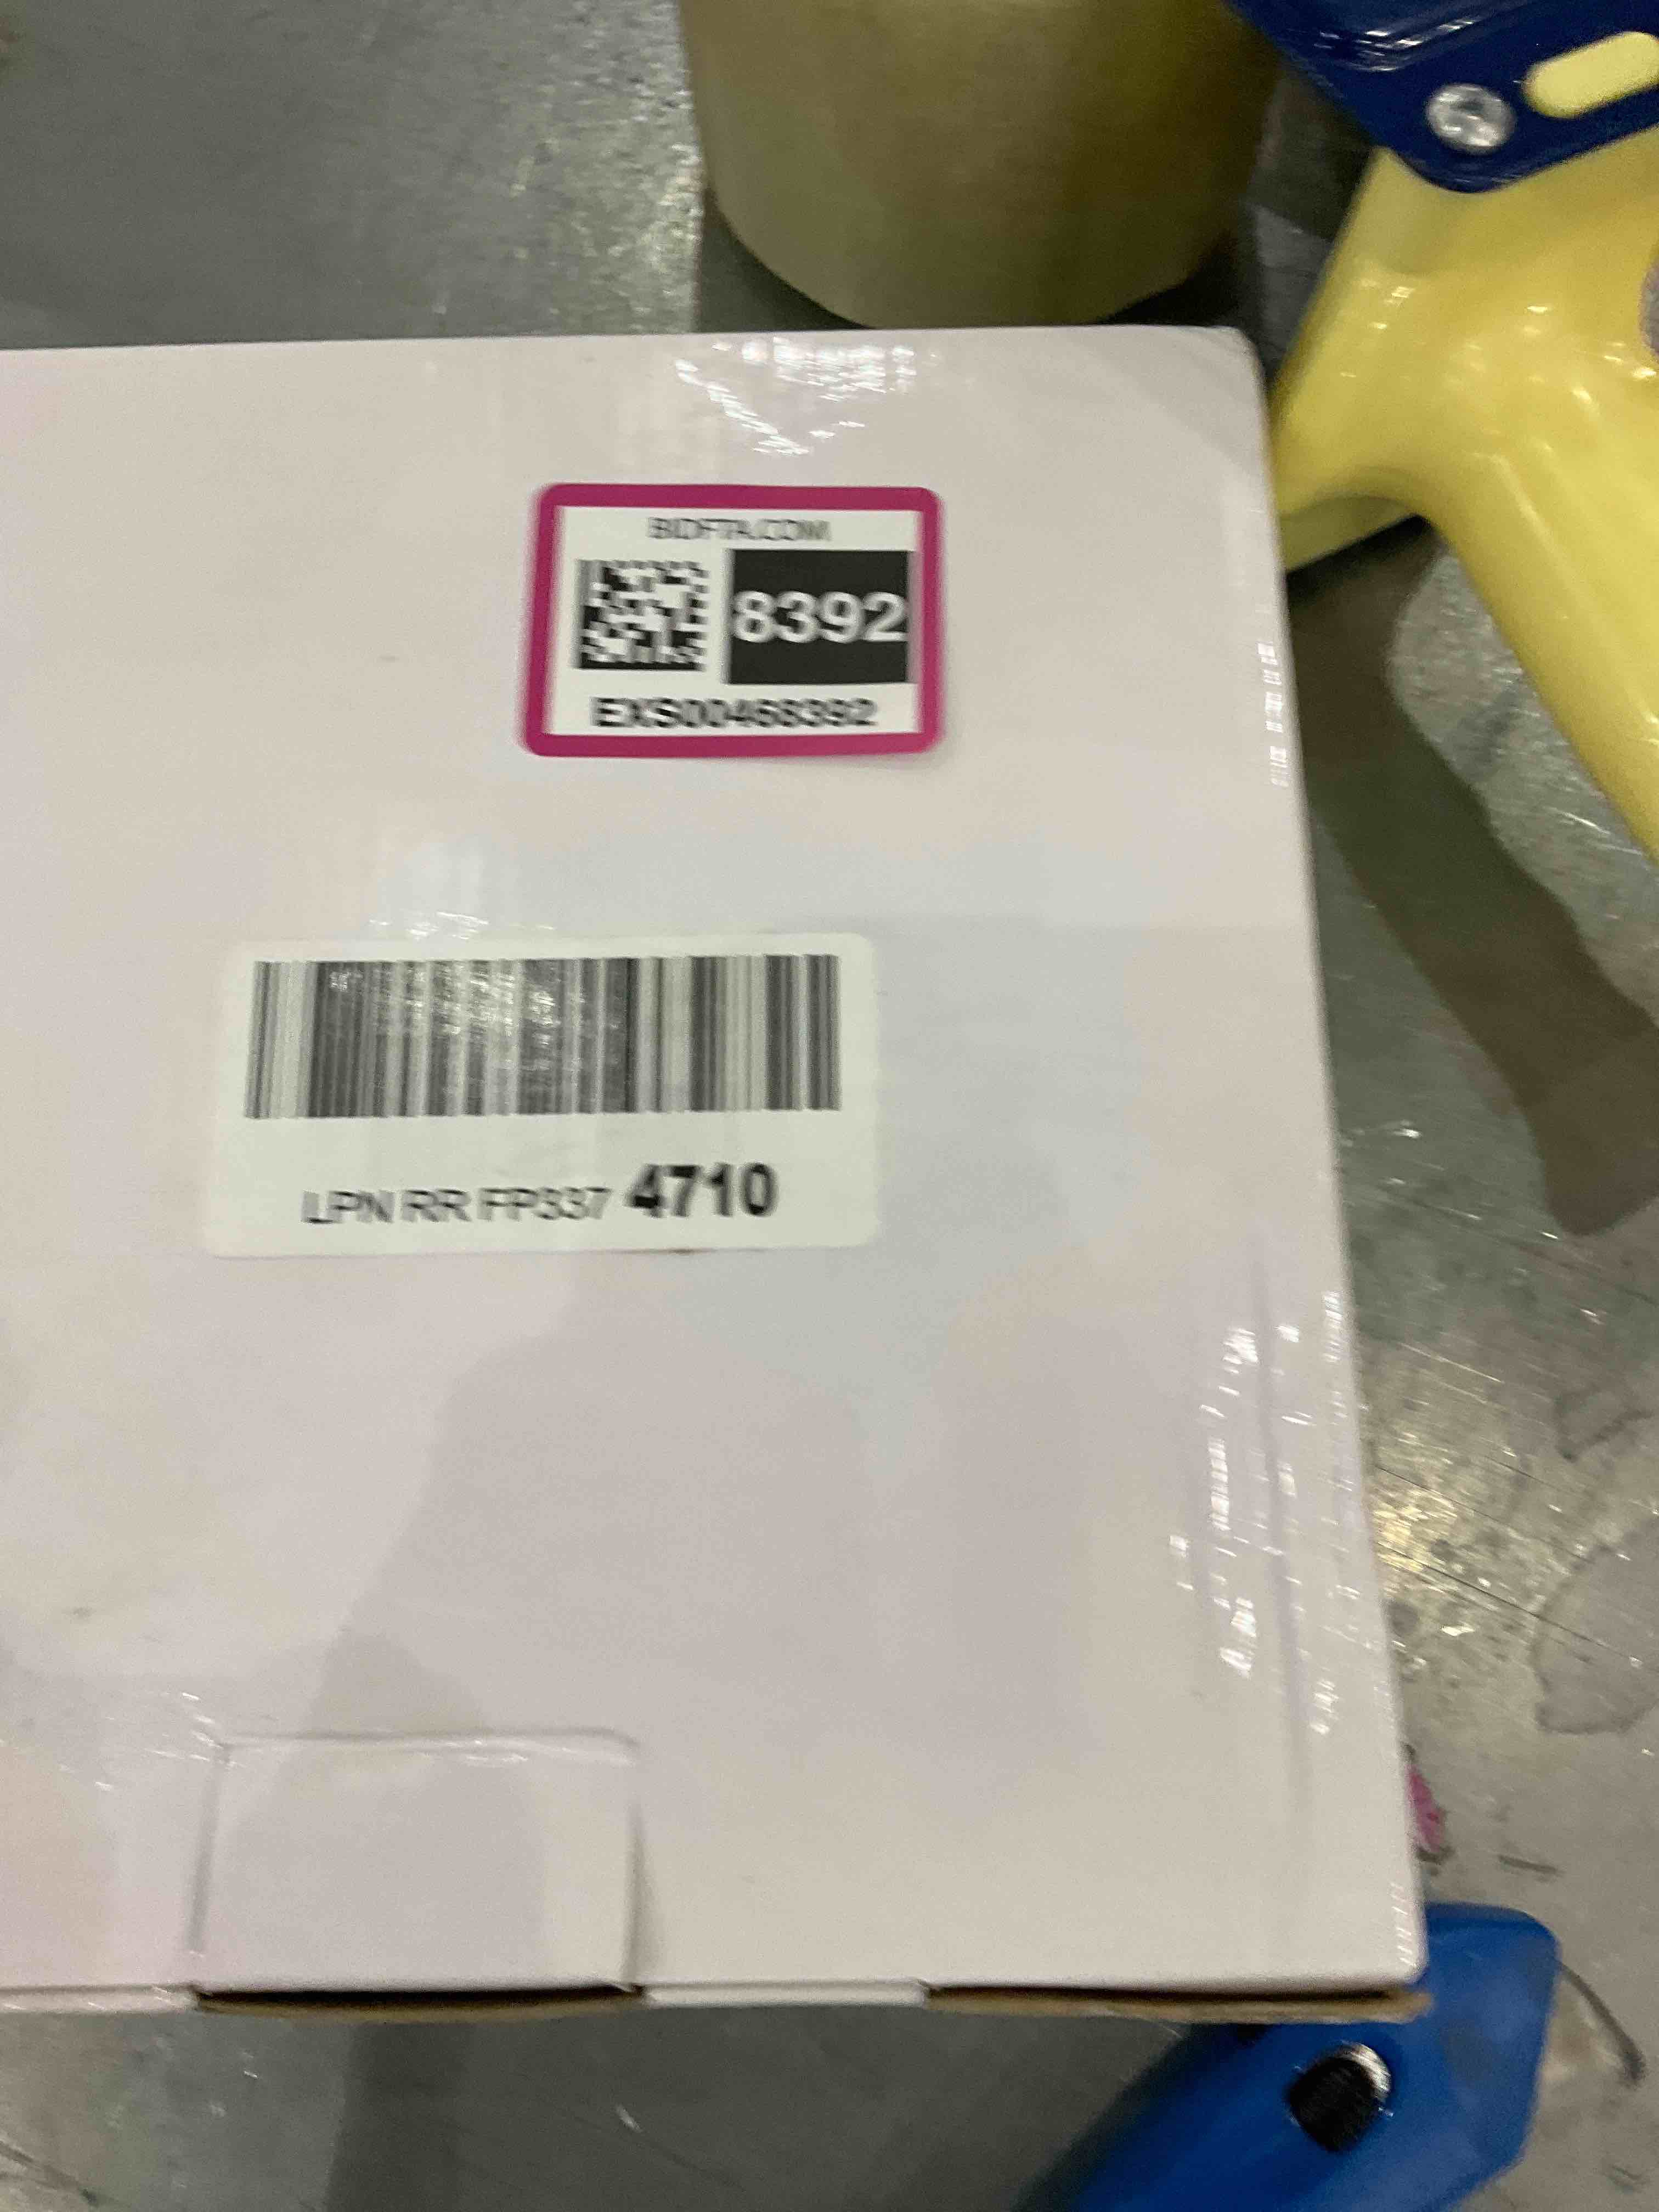 BIDFTA.COM
8392
EXS00468392
LPN RR FP337 4710